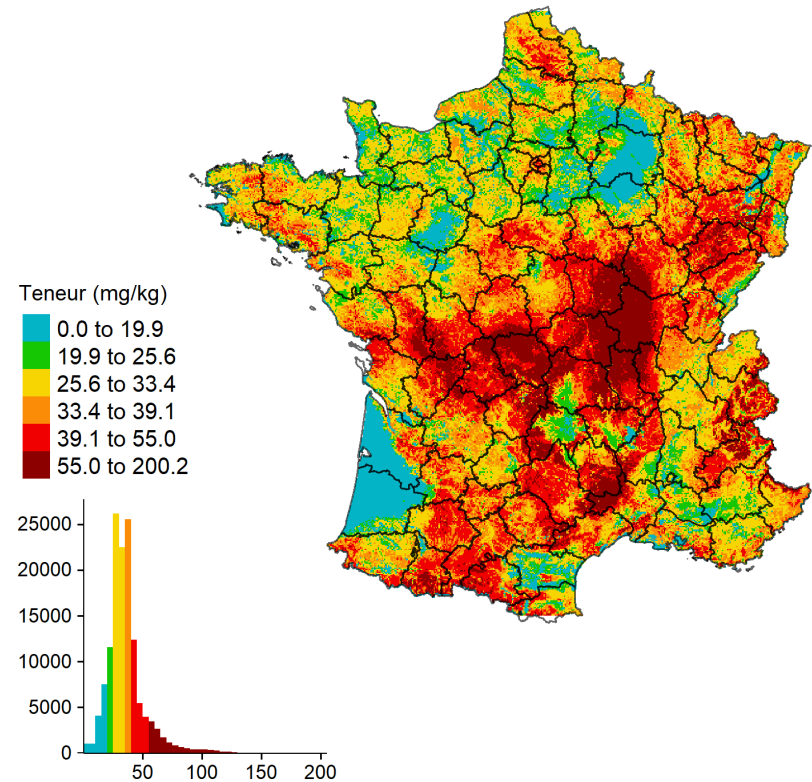 Teneur (mg/kg)
0.0 to 19.9
19.9 to 25.6
25.6 to 33.4
33.4 to 39.1
39.1 to 55.0
55.0 to 200.2
25000
20000
15000
10000
5000
0
50 100 150 200